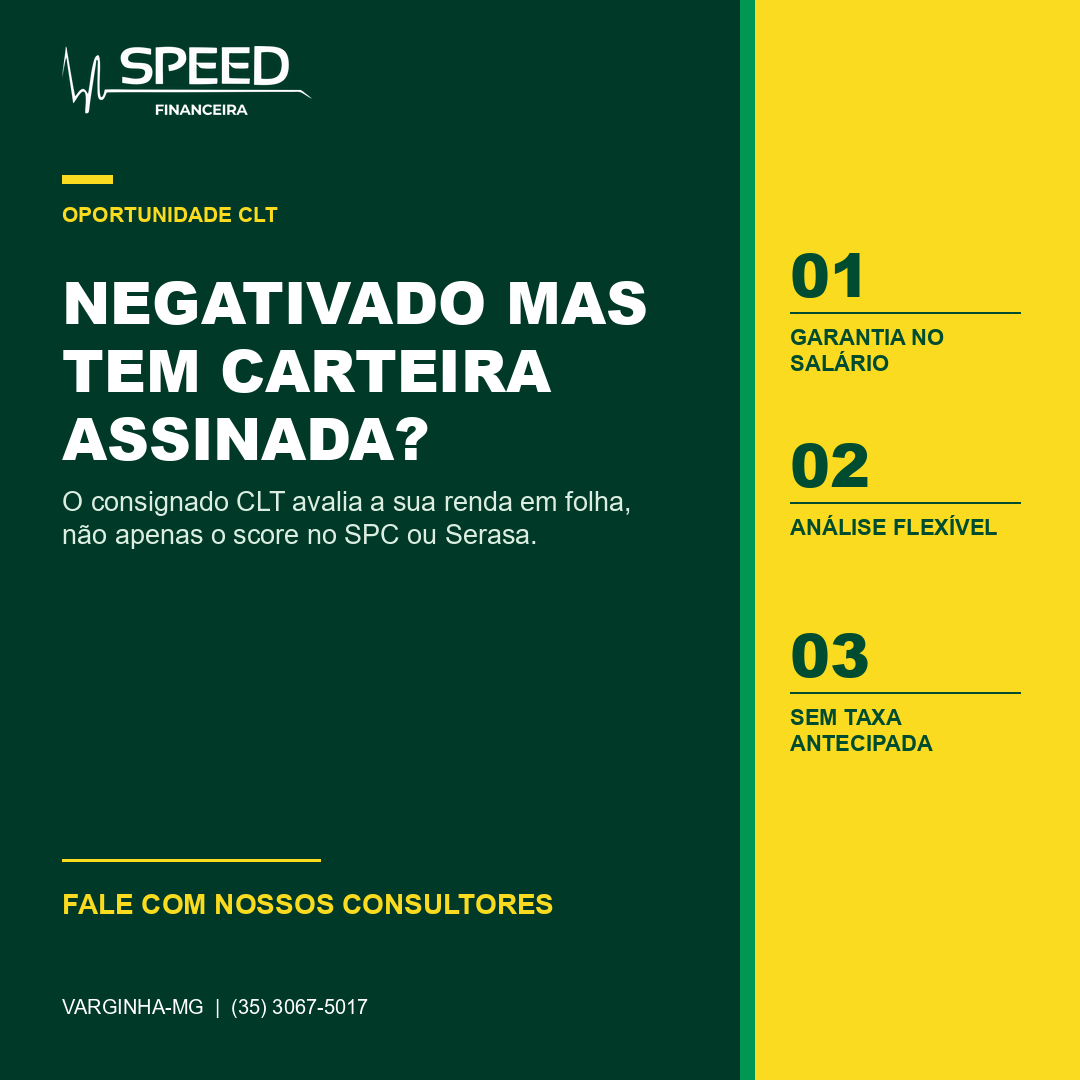 SPEED
FINANCEIRA
OPORTUNIDADE CLT
NEGATIVADO MAS
TEM CARTEIRA
ASSINADA?
O consignado CLT avalia a sua renda em folha,
não apenas o score no SPC ou Serasa.
FALE COM NOSSOS CONSULTORES
VARGINHA-MG | (35) 3067-5017
01
GARANTIA NO
SALÁRIO
02
ANÁLISE FLEXÍVEL
03
SEM TAXA
ANTECIPADA